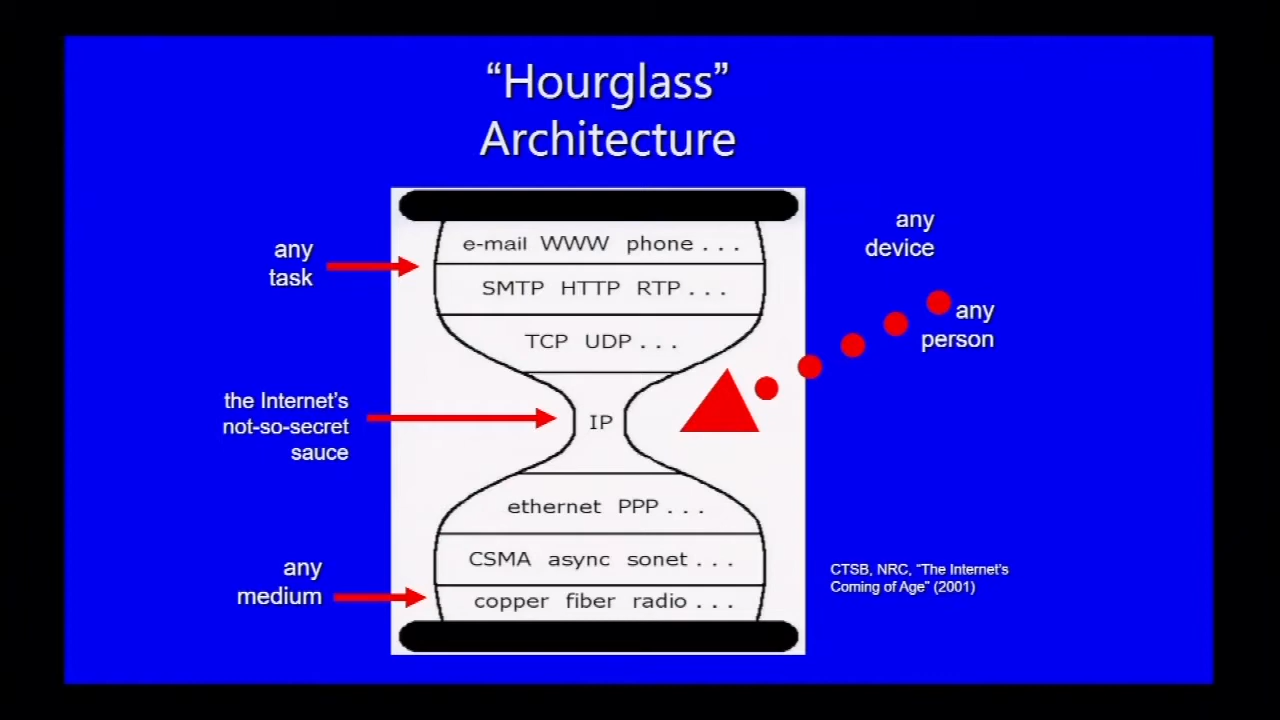 “Hourglass”
Architecture
any
task
e-mail WWW phone . . .
SMTP HTTP RTP . . .
TCP UDP . . .
IP
ethernet PPP . . .
CSMA async sonet . . .
copper fiber radio . . .
the Internet's
not-so-secret
sauce
any
medium
any
device
any
person
CTSB, NRC, “The Internet's
Coming of Age” (2001)